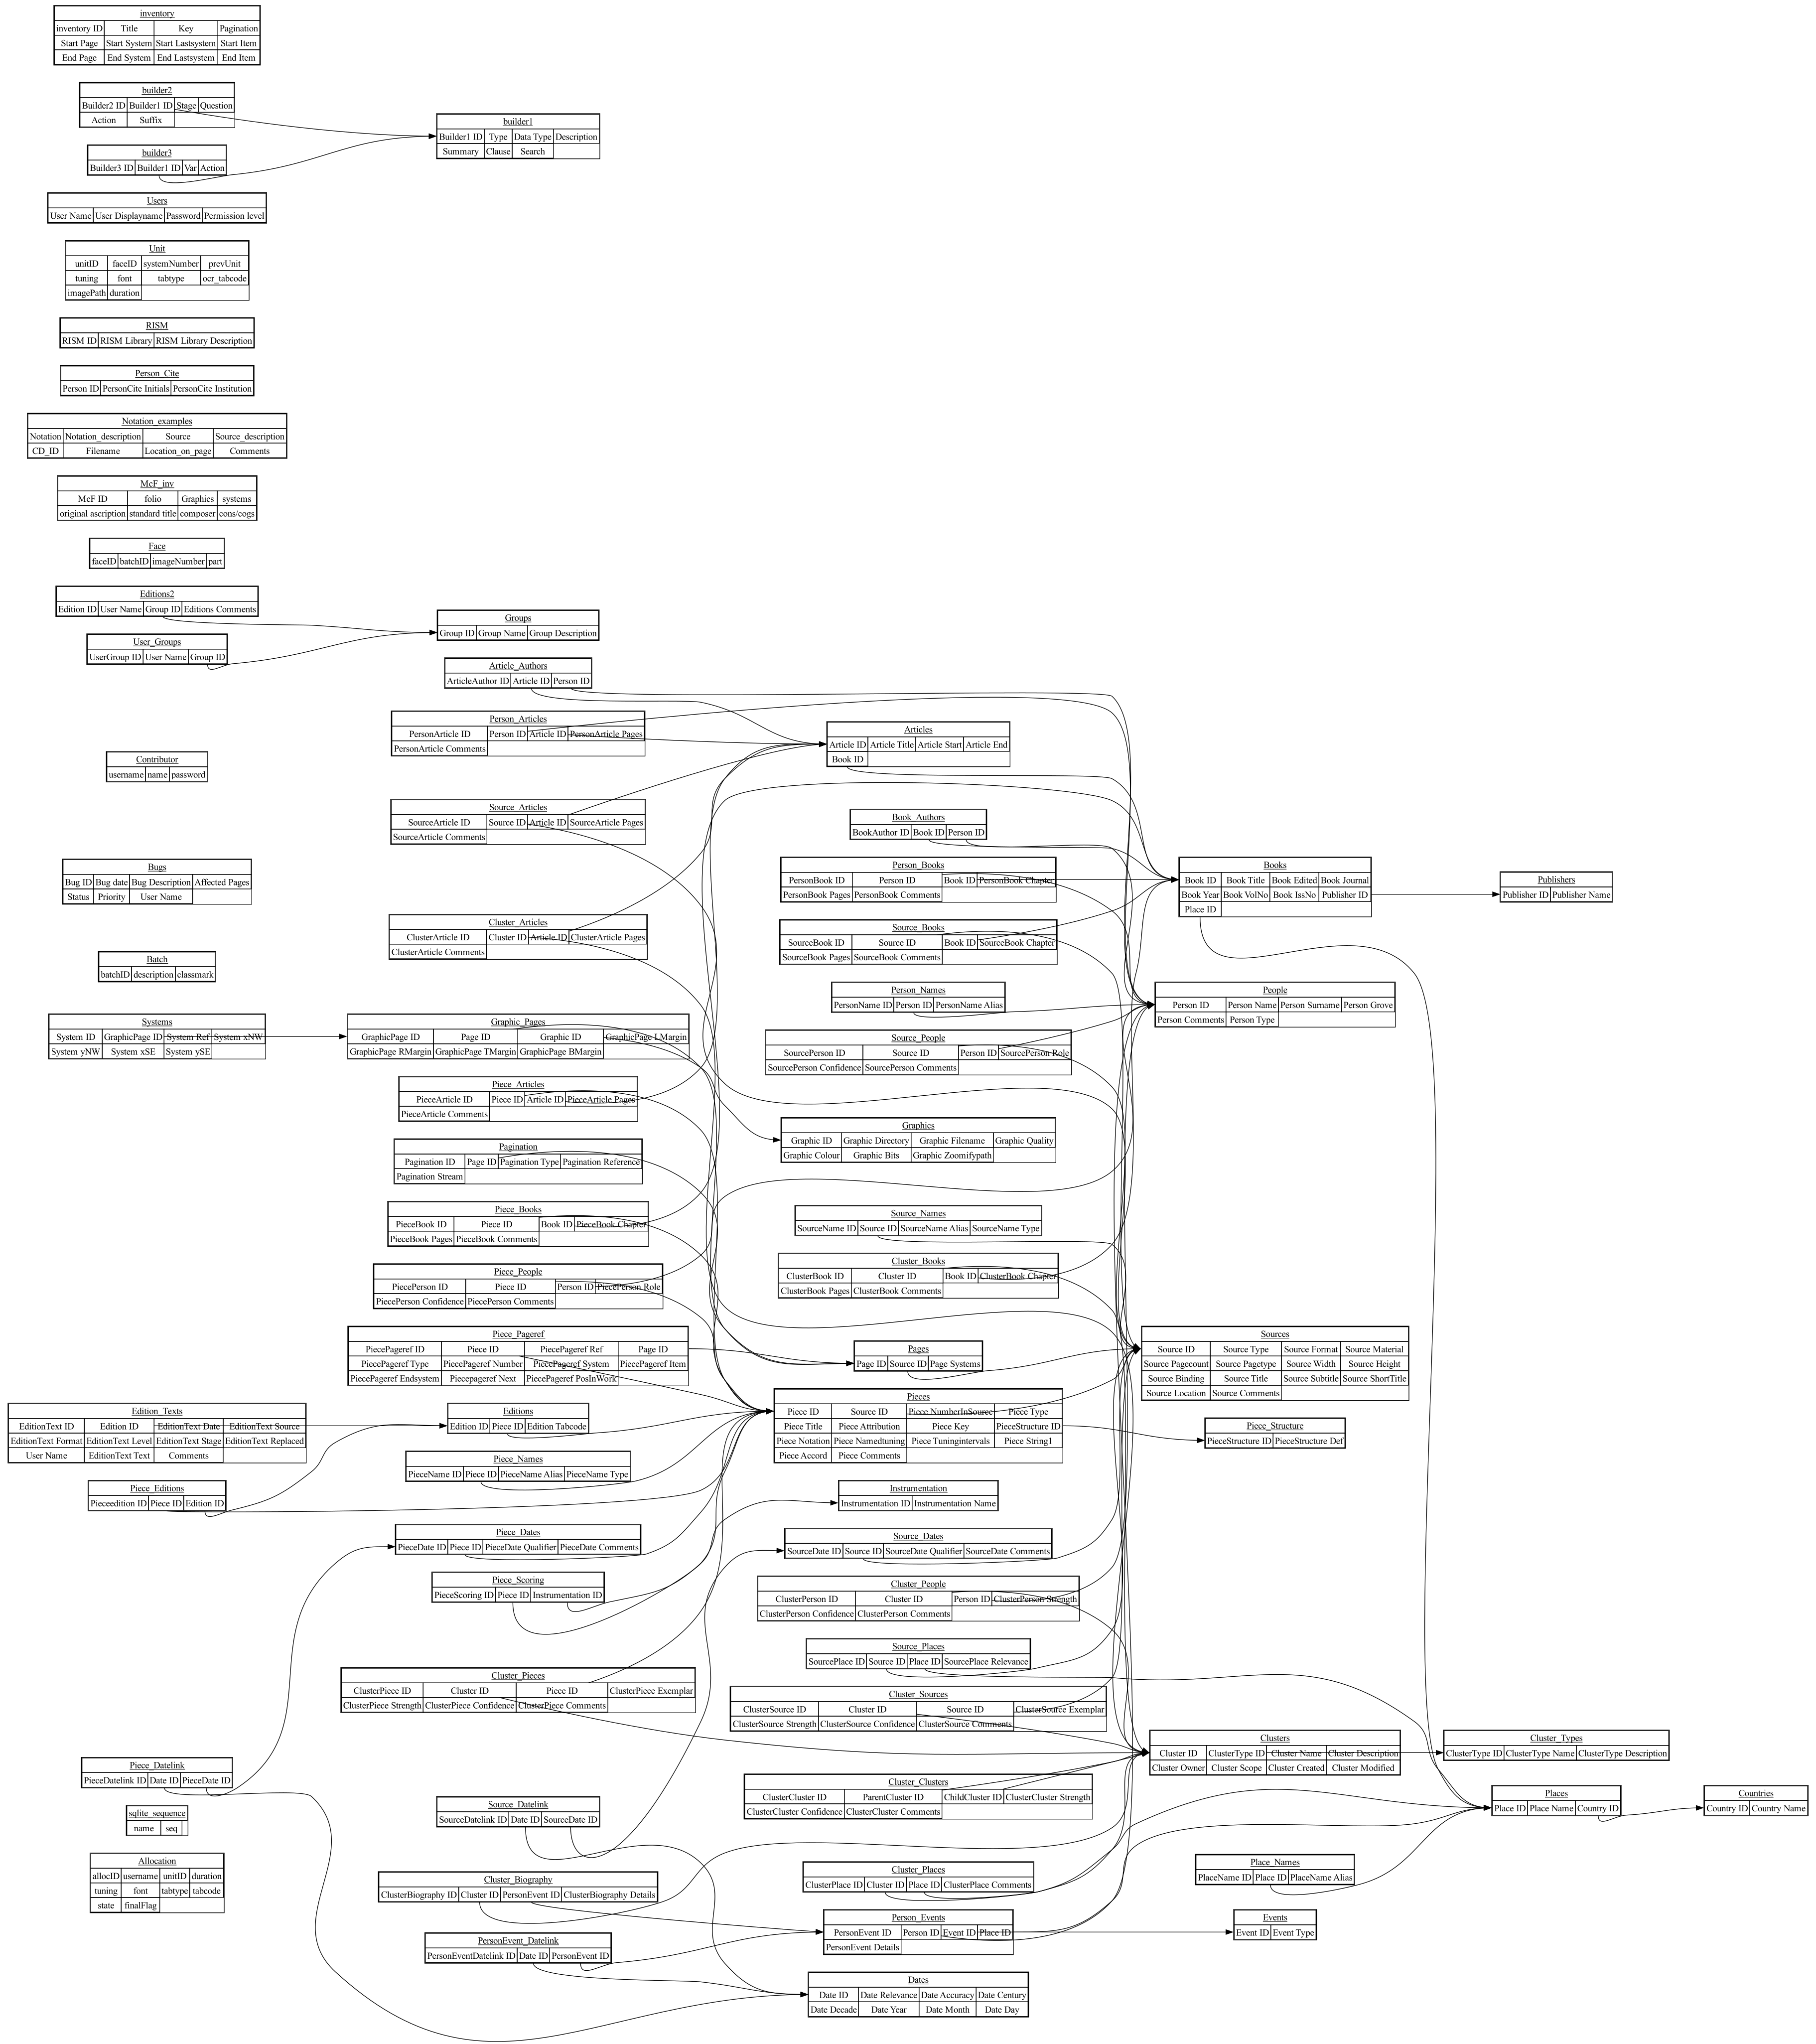 inventory
inventory ID Title Key Pagination
Start Page Start System Start Lastsystem Start Item
End Page End System End Lastsystem End Item
builder2
Builder2 ID Builder1 ID Stage Question
Action Suffix
builder1
Builder1 ID Type Data Type Description
Summary Clause Search
builder3
Builder3 ID Builder1 ID Var Action
Users
User Name User Displayname Password Permission level
Unit
unitID faceID systemNumber prevUnit
tuning font tabtype ocr_tabcode
imagePath duration
RISM
RISM ID RISM Library RISM Library Description
Person_Cite
Person ID PersonCite Initials PersonCite Institution
Notation_examples
Notation Notation_description Source Source_description
CD_ID Filename Location_on_page Comments
McF_inv
McF ID folio Graphics systems
original ascription standard title composer cons/cogs
Face
faceID batchID imageNumber part
Editions2
Edition ID User Name Group ID Editions Comments
Groups
Group ID Group Name Group Description
User_Groups
UserGroup ID User Name Group ID
Article_Authors
ArticleAuthor ID Article ID Person ID
Person_Articles
PersonArticle ID Person ID Article ID PersonArticle Pages
PersonArticle Comments
Articles
Article ID Article Title Article Start Article End
Book ID
Contributor
username name password
Source_Articles
SourceArticle ID Source ID Article ID SourceArticle Pages
SourceArticle Comments
Book_Authors
BookAuthor ID Book ID Person ID
Bugs
Bug ID Bug date Bug Description Affected Pages
Status Priority User Name
Person_Books
PersonBook ID Person ID Book ID PersonBook Chapter
PersonBook Pages PersonBook Comments
Books
Book ID Book Title Book Edited Book Journal
Book Year Book VolNo Book IssNo Publisher ID
Place ID
Publishers
Publisher ID Publisher Name
Cluster_Articles
ClusterArticle ID Cluster ID Article ID ClusterArticle Pages
ClusterArticle Comments
Source_Books
SourceBook ID Source ID Book ID SourceBook Chapter
SourceBook Pages SourceBook Comments
Batch
batchID description classmark
Person_Names
PersonName ID Person ID PersonName Alias
People
Person ID Person Name Person Surname Person Grove
Person Comments Person Type
Systems
System ID GraphicPage ID System Ref System xNW
System yNW System xSE System ySE
Graphic_Pages
GraphicPage ID Page ID Graphic ID GraphicPage LMargin
GraphicPage RMargin GraphicPage TMargin GraphicPage BMargin
Source_People
SourcePerson ID Source ID Person ID SourcePerson Role
SourcePerson Confidence SourcePerson Comments
Piece_Articles
PieceArticle ID Piece ID Article ID PieceArticle Pages
PieceArticle Comments
Graphics
Graphic ID Graphic Directory Graphic Filename Graphic Quality
Graphic Colour Graphic Bits Graphic Zoomifypath
Pagination
Pagination ID Page ID Pagination Type Pagination Reference
Pagination Stream
Piece_Books
PieceBook ID Piece ID Book ID PieceBook Chapter
PieceBook Pages PieceBook Comments
Source_Names
SourceName ID Source ID SourceName Alias SourceName Type
Cluster_Books
ClusterBook ID Cluster ID Book ID ClusterBook Chapter
ClusterBook Pages ClusterBook Comments
Piece_People
PiecePerson ID Piece ID Person ID PiecePerson Role
PiecePerson Confidence PiecePerson Comments
Piece_Pageref
PiecePageref ID Piece ID PiecePageref Ref Page ID
PiecePageref Type PiecePageref Number PiecePageref System PiecePageref Item
PiecePageref Endsystem Piecepageref Next PiecePageref PosInWork
Pages
Page ID Source ID Page Systems
Sources
Source ID Source Type Source Format Source Material
Source Pagecount Source Pagetype Source Width Source Height
Source Binding Source Title Source Subtitle Source ShortTitle
Source Location Source Comments
Edition_Texts
EditionText ID Edition ID EditionText Date EditionText Source
EditionText Format EditionText Level EditionText Stage EditionText Replaced
User Name EditionText Text Comments
Editions
Edition ID Piece ID Edition Tabcode
Pieces
Piece ID Source ID Piece NumberInSource Piece Type
Piece Title Piece Attribution Piece Key PieceStructure ID
Piece Notation Piece Namedtuning Piece Tuningintervals Piece String1
Piece Accord Piece Comments
Piece_Structure
PieceStructure ID PieceStructure Def
Piece_Names
PieceName ID Piece ID PieceName Alias PieceName Type
Piece_Editions
Pieceedition ID Piece ID Edition ID
Instrumentation
Instrumentation ID Instrumentation Name
Piece_Dates
PieceDate ID Piece ID PieceDate Qualifier PieceDate Comments
Source_Dates
SourceDate ID Source ID SourceDate Qualifier SourceDate Comments
Piece_Scoring
PieceScoring ID Piece ID Instrumentation ID
Cluster_People
ClusterPerson ID Cluster ID Person ID ClusterPerson Strength
ClusterPerson Confidence ClusterPerson Comments
Source_Places
SourcePlace ID Source ID Place ID SourcePlace Relevance
Cluster_Pieces
ClusterPiece ID Cluster ID Piece ID ClusterPiece Exemplar
ClusterPiece Strength ClusterPiece Confidence ClusterPiece Comments
Cluster_Sources
ClusterSource ID Cluster ID Source ID ClusterSource Exemplar
ClusterSource Strength ClusterSource Confidence ClusterSource Comments
Clusters
Cluster ID ClusterType ID Cluster Name Cluster Description
Cluster Owner Cluster Scope Cluster Created Cluster Modified
Cluster_Types
ClusterType ID ClusterType Name ClusterType Description
Piece_Datelink
PieceDatelink ID Date ID PieceDate ID
Cluster_Clusters
ClusterCluster ID ParentCluster ID ChildCluster ID ClusterCluster Strength
ClusterCluster Confidence ClusterCluster Comments
Places
Place ID Place Name Country ID
Countries
Country ID Country Name
sqlite_sequence
name seq
Source_Datelink
SourceDatelink ID Date ID SourceDate ID
Allocation
allocID username unitID duration
tuning font tabtype tabcode
state finalFlag
Cluster_Biography
ClusterBiography ID Cluster ID PersonEvent ID ClusterBiography Details
Cluster_Places
ClusterPlace ID Cluster ID Place ID ClusterPlace Comments
Place_Names
PlaceName ID Place ID PlaceName Alias
Person_Events
PersonEvent ID Person ID Event ID Place ID
PersonEvent Details
Events
Event ID Event Type
PersonEvent_Datelink
PersonEventDatelink ID Date ID PersonEvent ID
Dates
Date ID Date Relevance Date Accuracy Date Century
Date Decade Date Year Date Month Date Day